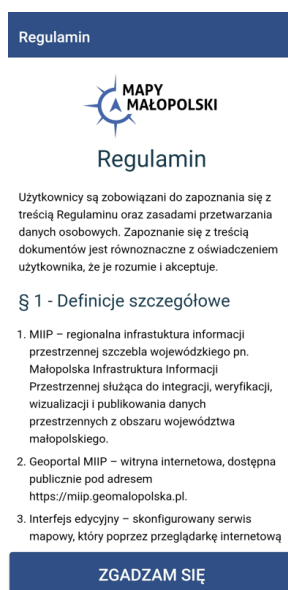 Regulamin
MAPY
MAŁOPOLSKI
Regulamin
Użytkownicy są zobowiązani do zapoznania się z
treścią Regulaminu oraz zasadami przetwarzania
danych osobowych. Zapoznanie się z treścią
dokumentów jest równoznaczne z oświadczeniem
użytkownika, że je rozumie i akceptuje.
§ 1 - Definicje szczegółowe
1. MIIP – regionalna infrastuktura informacji
przestrzennej szczebla wojewódzkiego pn.
Małopolska Infrastruktura Informacji
Przestrzennej służąca do integracji, weryfikacji,
wizualizacji i publikowania danych
przestrzennych z obszaru województwa
małopolskiego.
2. Geoportal MIIP – witryna internetowa, dostępna
publicznie pod adresem
https://miip.geomalopolska.pl.
3. Interfejs edycyjny – skonfigurowany serwis
mapowy, który poprzez przeglądarkę internetową
ZGADZAM SIĘ